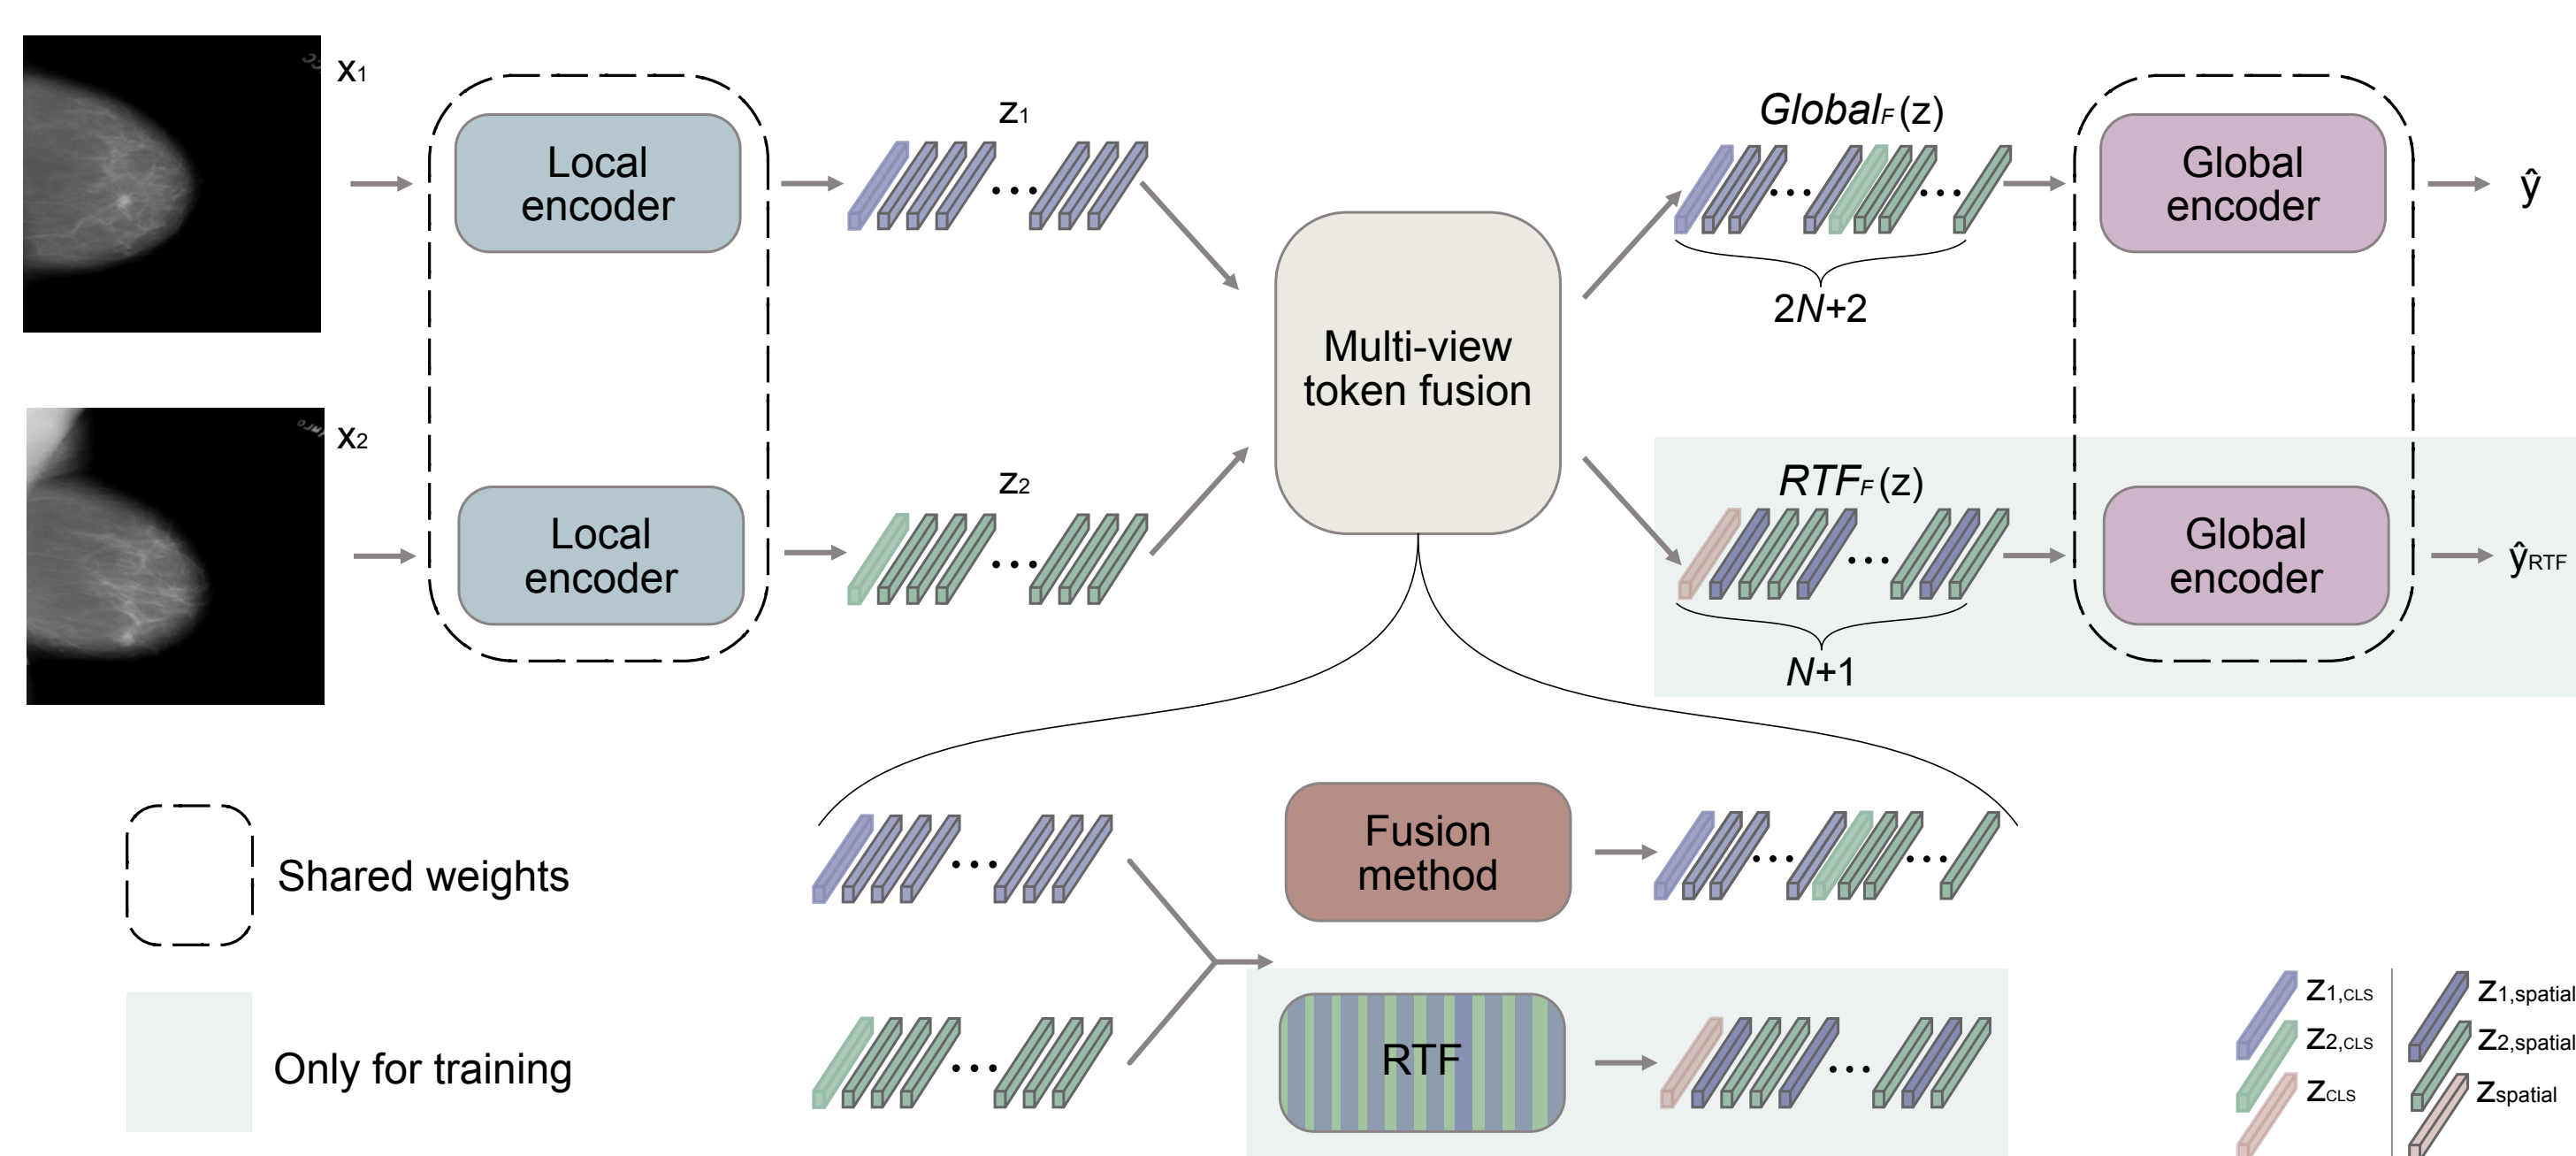 x1
Local
encoder
z1
GlobalF (z)
2N+2
Global
encoder
ŷ
Multi-view
token fusion
x2
Local
encoder
z2
RTFF (z)
N+1
Global
encoder
ŷRTF
Shared weights
Only for training
Fusion
method
RTF
z1,CLS
z1,spatial
z2,CLS
z2,spatial
zCLS
zspatial